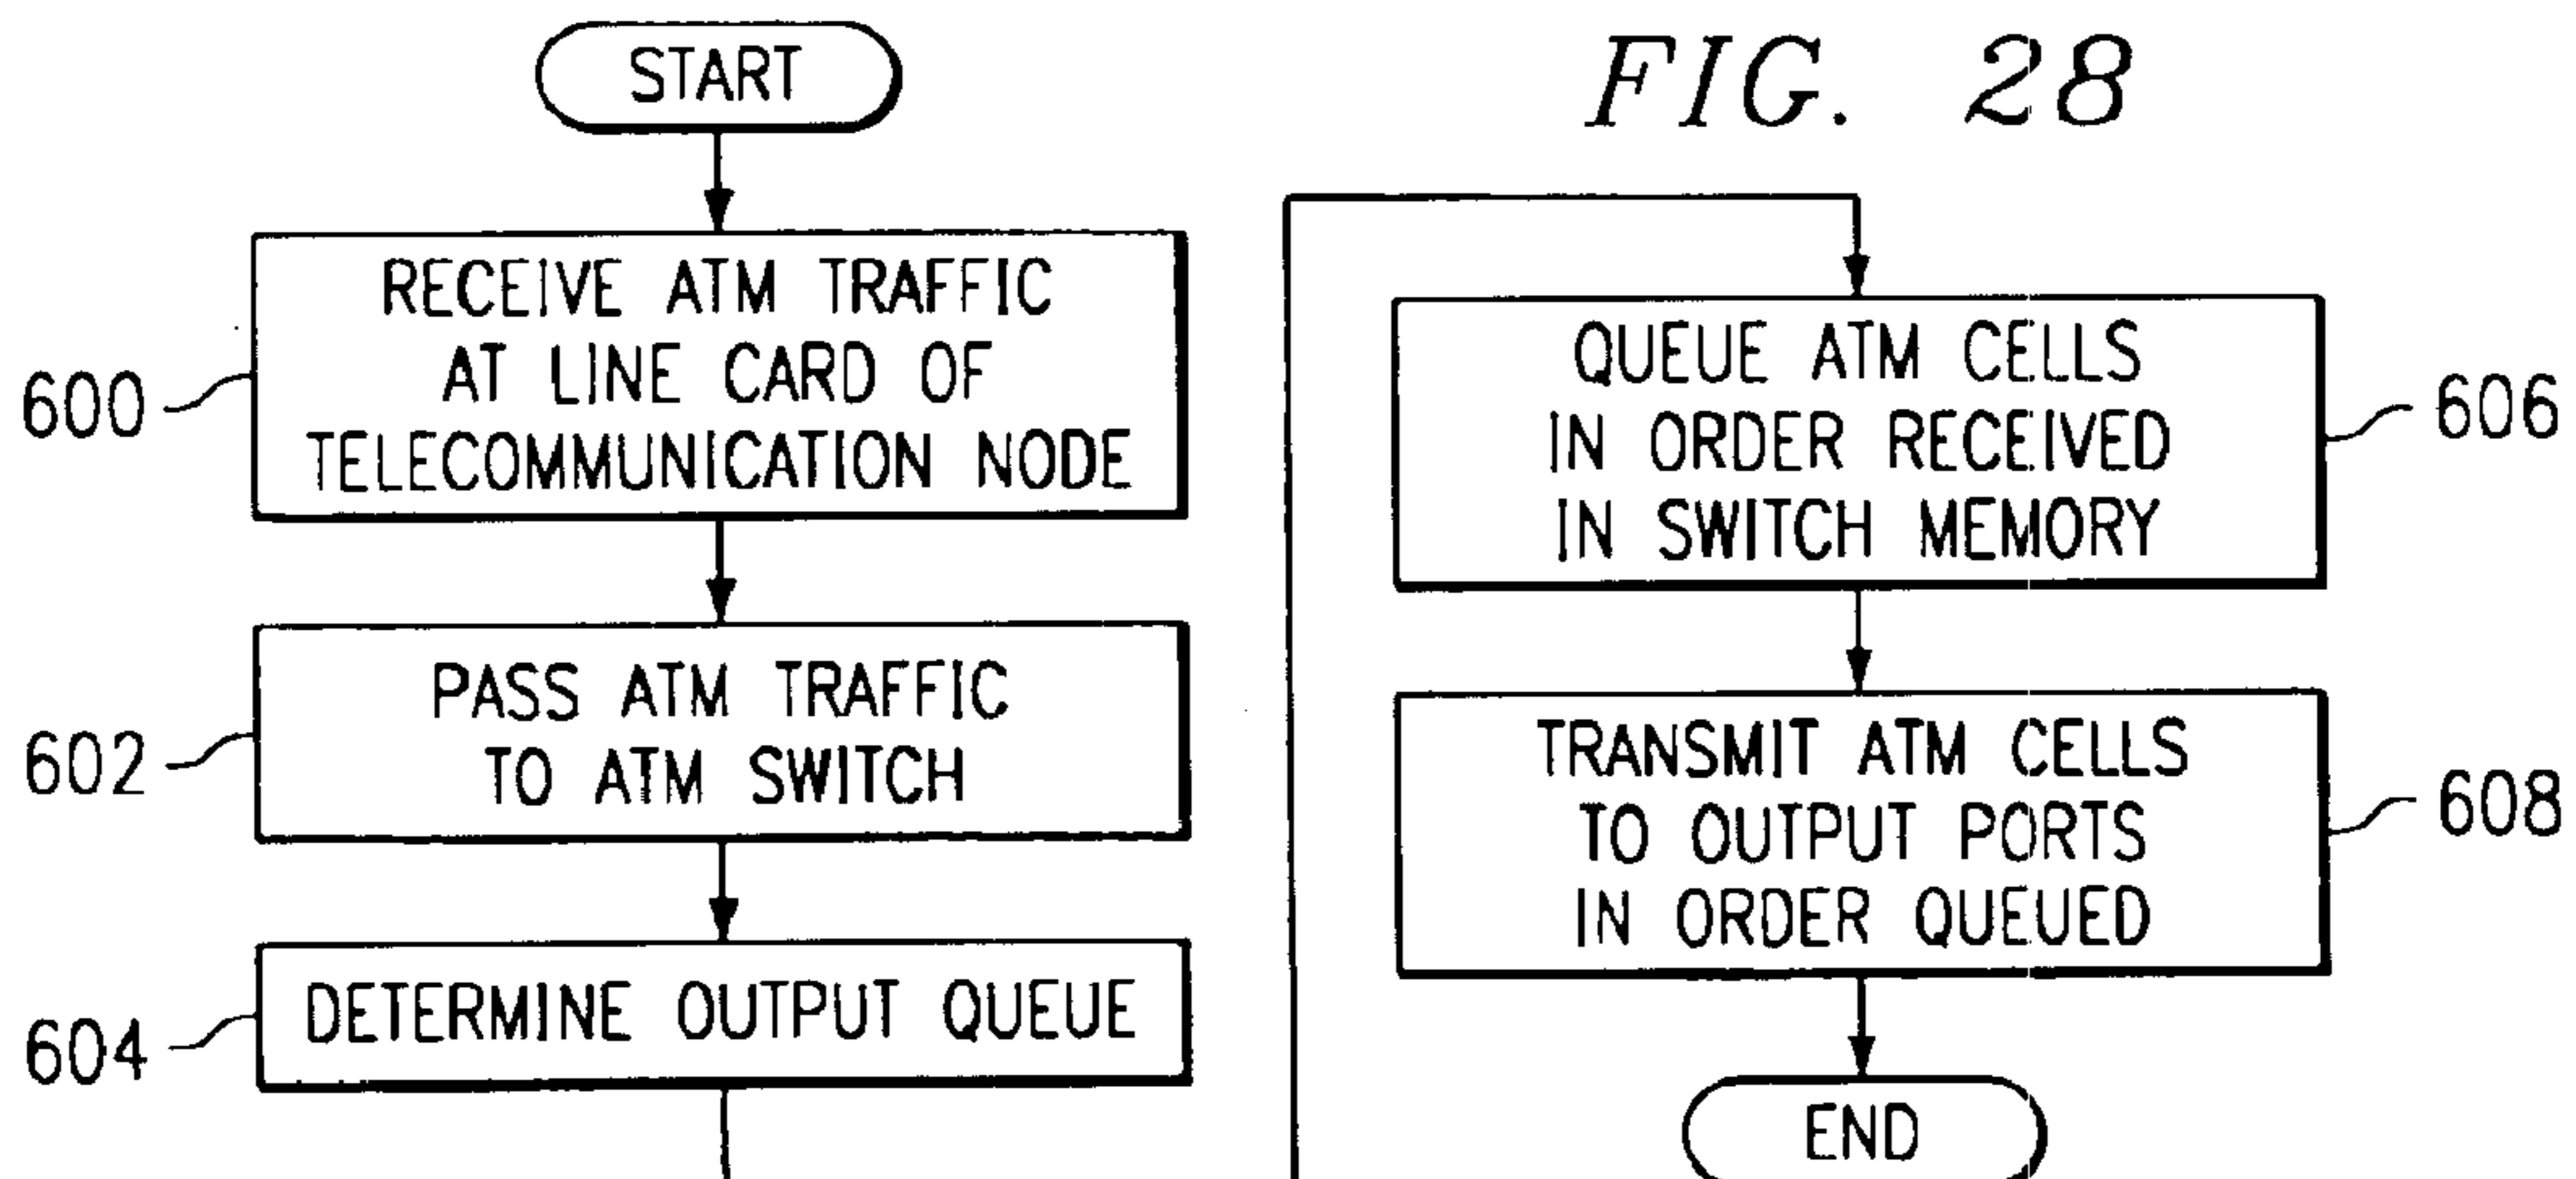 FIG. 28
START
600
RECEIVE ATM TRAFFIC
AT LINE CARD OF
TELECOMMUNICATION NODE
602
PASS ATM TRAFFIC
TO ATM SWITCH
604
DETERMINE OUTPUT QUEUE
606
QUEUE ATM CELLS
IN ORDER RECEIVED
IN SWITCH MEMORY
608
TRANSMIT ATM CELLS
TO OUTPUT PORTS
IN ORDER QUEUED
END